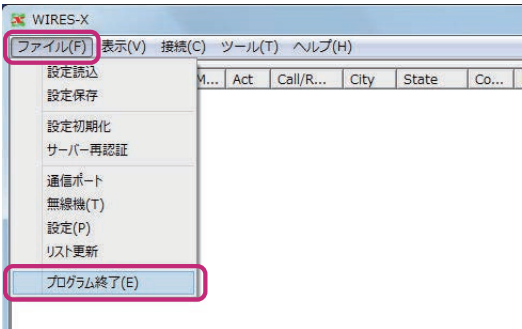 WIRES-X
ファイル(F) 表示(V) 接続(C) ツール(T) ヘルプ(H)
M... Act Call/R... City State Co...
設定読込
設定保存
設定初期化
サーバー再認証
通信ポート
無線機(T)
設定(P)
リスト更新
プログラム終了(E)